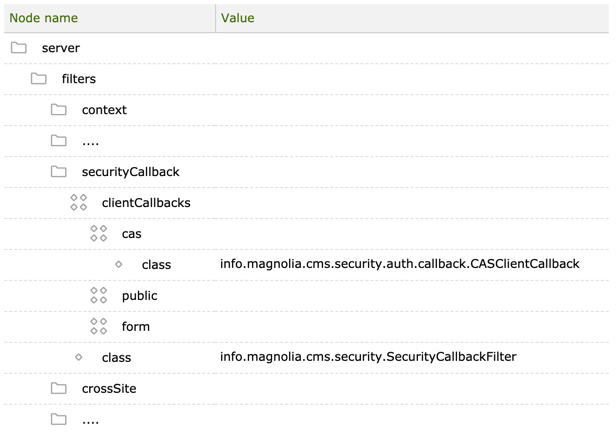 Node name Value
server
filters
context
....
securityCallback
clientCallbacks
cas
class info.magnolia.cms.security.auth.callback.CASClientCallback
public
form
class info.magnolia.cms.security.SecurityCallbackFilter
crossSite
....